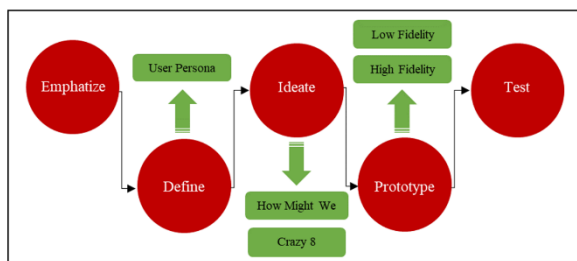 Low Fidelity
User Persona
High Fidelity
Emphatize
Ideate
Test
Define
Prototype
How Might We
Crazy 8